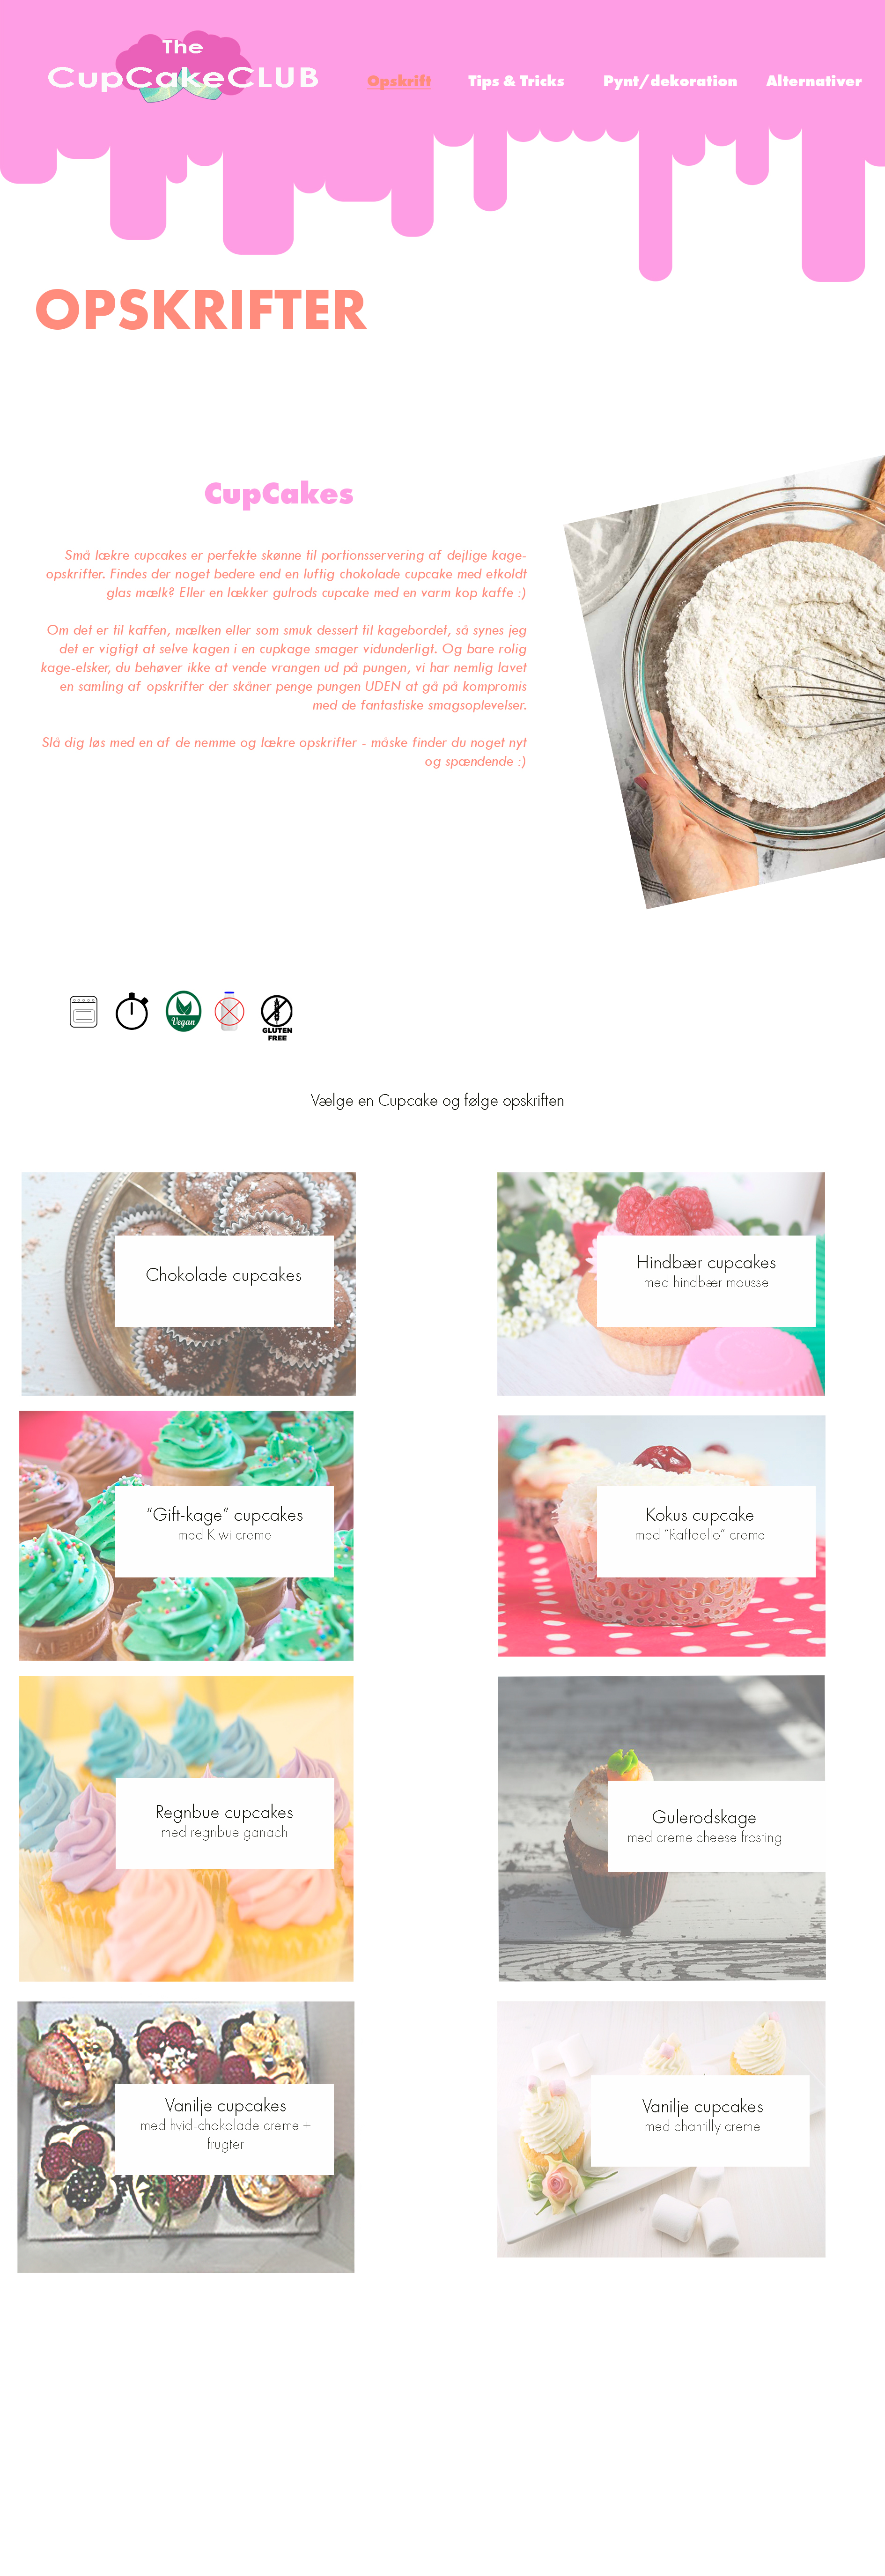 The
CupCakeCLUB
Opskrift
Tips & Tricks
Pynt/dekoration
Alternativer
OPSKRIFTER
CupCakes
Små lækre cupcakes er perfekte skønne til portionsservering af dejlige kage-
opskrifter. Findes der noget bedere end en luftig chokolade cupcake med etkoldt
glas mælk? Eller en lækker gulrods cupcake med en varm kop kaffe :)
Om det er til kaffen, mælken eller som smuk dessert til kagebordet, så synes jeg
det er vigtigt at selve kagen i en cupkage smager vidunderligt. Og bare rolig
kage-elsker, du behøver ikke at vende vrangen ud på pungen, vi har nemlig lavet
en samling af opskrifter der skåner penge pungen UDEN at gå på kompromis
med de fantastiske smagsoplevelser.
Slå dig løs med en af de nemme og lækre opskrifter - måske finder du noget nyt
og spændende :)
Vegan
GLUTEN
FREE
Vælge en Cupcake og følge opskriften
Chokolade cupcakes
Hindbær cupcakes
med hindbær mousse
“Gift-kage” cupcakes
med Kiwi creme
Kokus cupcake
med “Raffaello” creme
Regnbue cupcakes
med regnbue ganach
Gulerodskage
med creme cheese frosting
Vanilje cupcakes
med hvid-chokolade creme +
frugter
Vanilje cupcakes
med chantilly creme